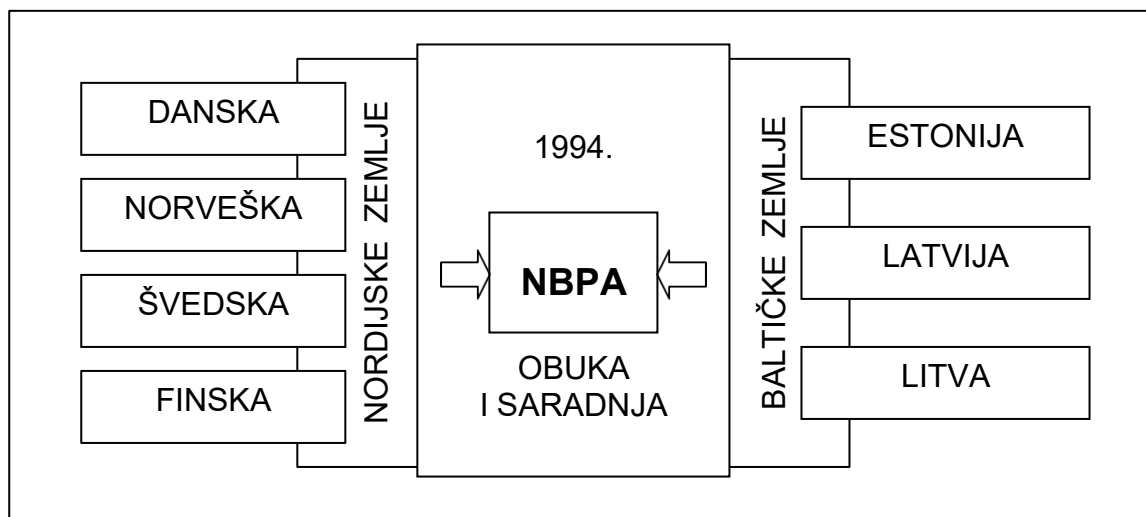 DANSKA
NORVEŠKA
ŠVEDSKA
FINSKA
NORDIJSKE ZEMLJE
1994.
NBPA
OBUKA
I SARADNJA
BALTIČKE ZEMLJE
ESTONIJA
LATVIJA
LITVA